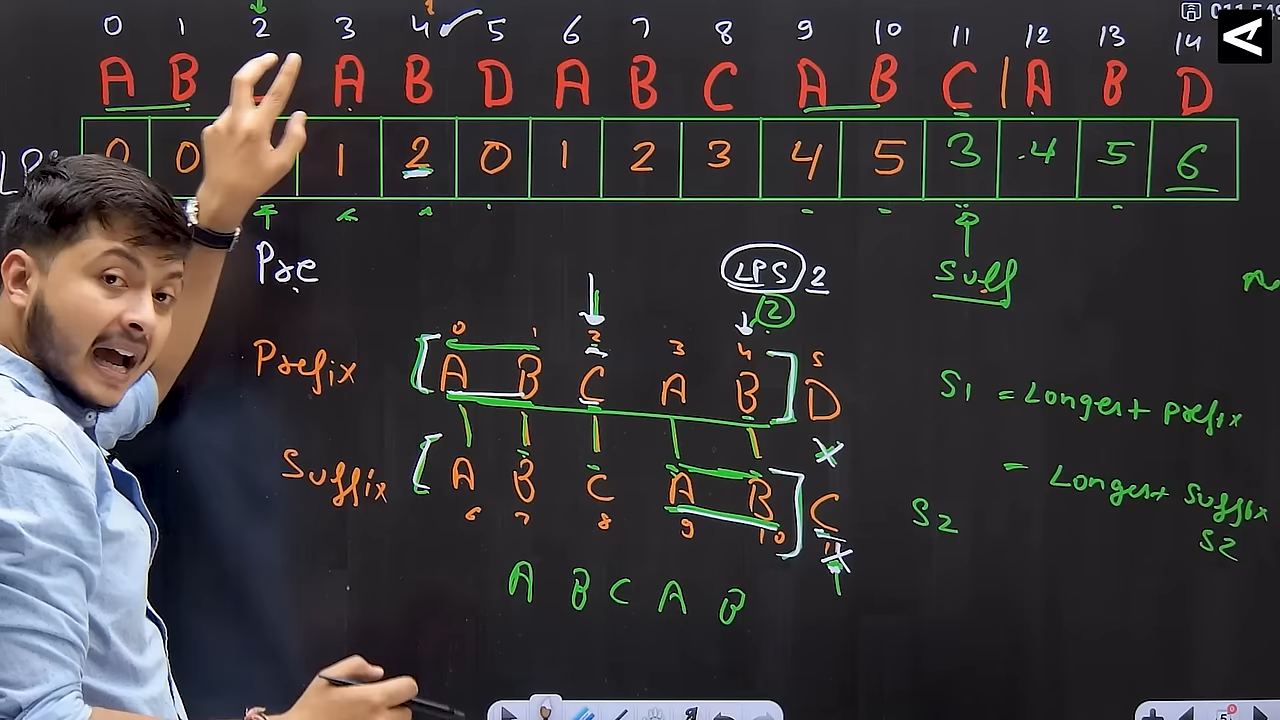 0 1 2 3 4 5 6 7 8 9 10 11 12 13 14
A B A B D A B C A B C A B D
LP 0 0 1 2 0 1 2 3 4 5 3 4 5 6
Pre LPS 2 Suff
2
0 1 2 3 4 5
Prefix A B C A B D
S1 = Longest prefix
Suffix A B C A B C
= Longest Suffix
6 7 8 9 10 11
S2 S2
A B C A B